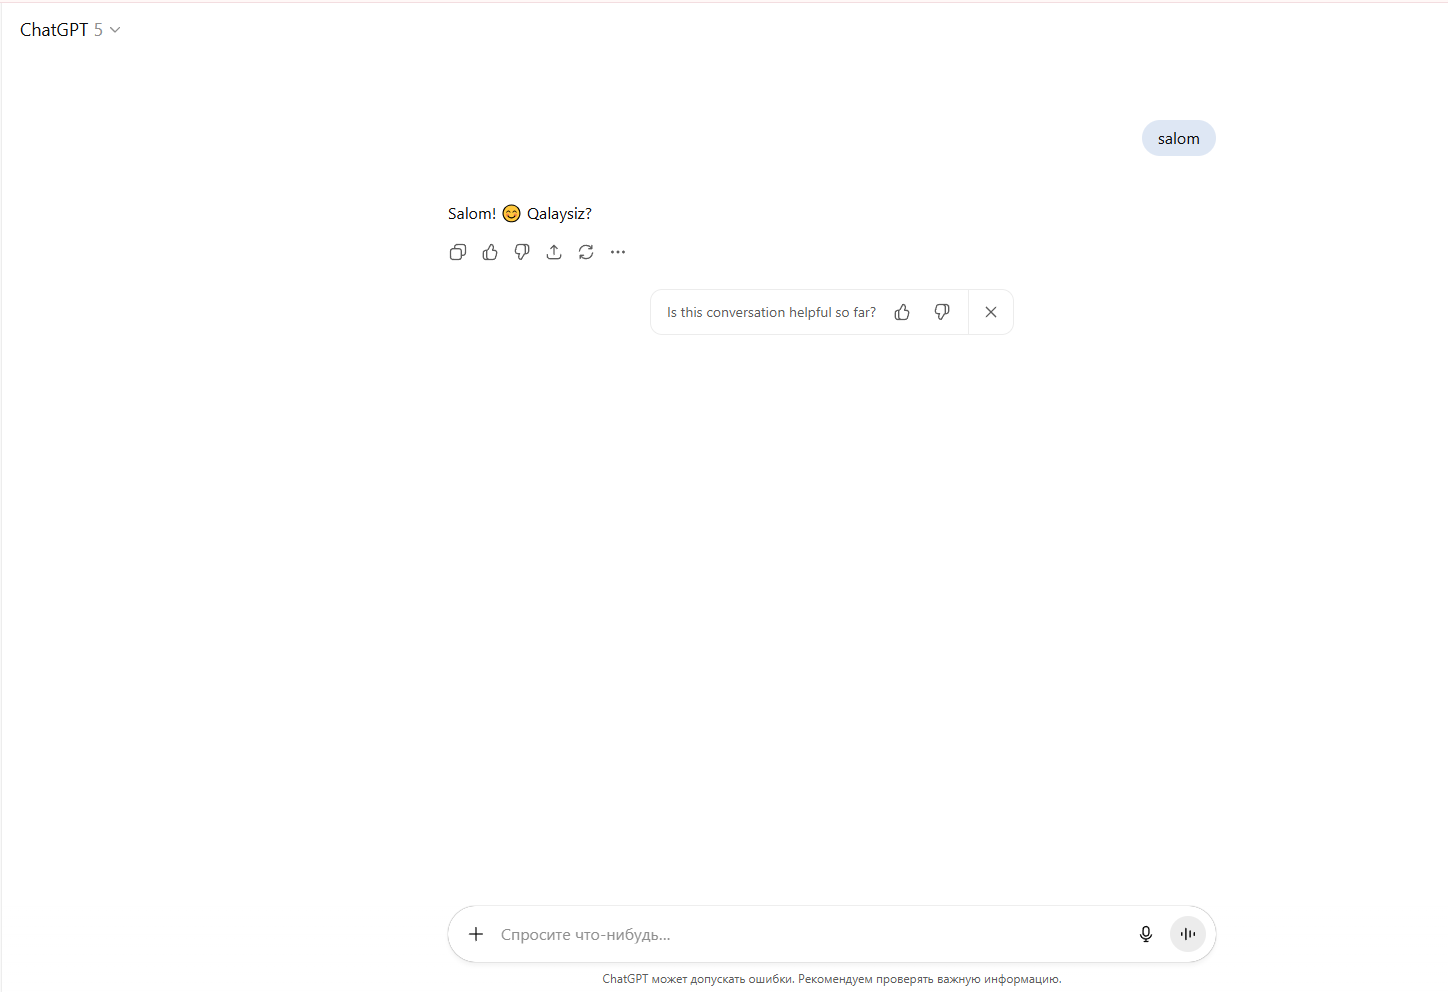 ChatGPT 5
salom
Salom! 😊 Qalaysiz?
Is this conversation helpful so far?
Спросите что-нибудь...
ChatGPT может допускать ошибки. Рекомендуем проверять важную информацию.